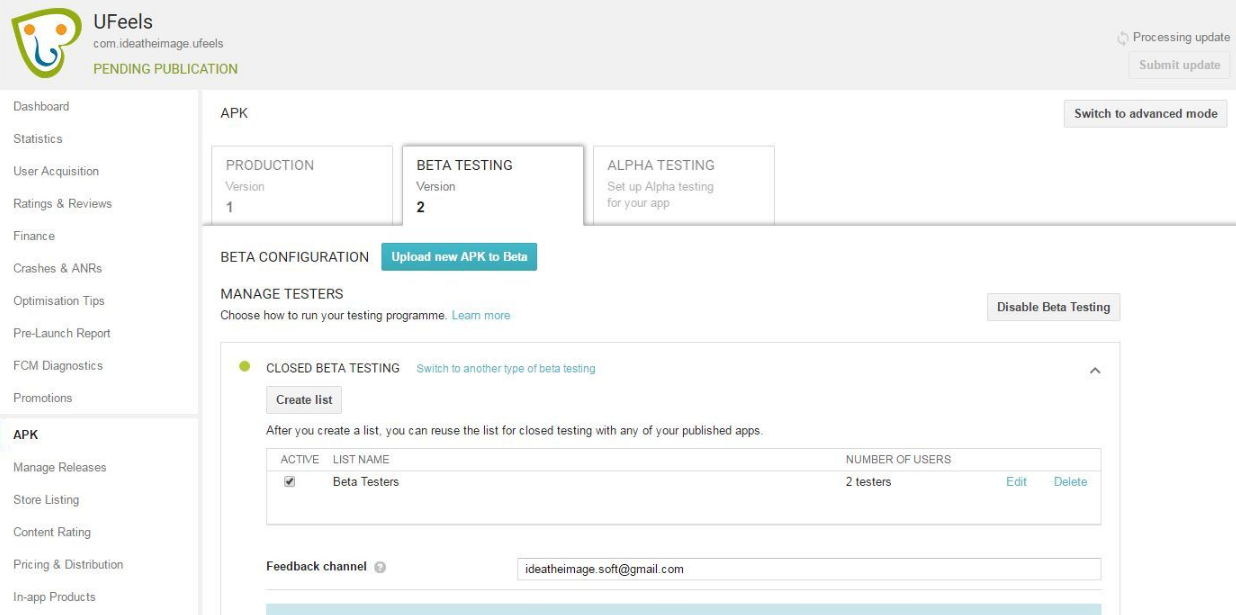 UFeels
com.ideatheimage.ufeels
PENDING PUBLICATION
Processing update
Submit update
Dashboard
Statistics
User Acquisition
Ratings & Reviews
Finance
Crashes & ANRs
Optimisation Tips
Pre-Launch Report
FCM Diagnostics
Promotions
APK
Manage Releases
Store Listing
Content Rating
Pricing & Distribution
In-app Products
APK
Switch to advanced mode
PRODUCTION
Version
1
BETA TESTING
Version
2
ALPHA TESTING
Set up Alpha testing
for your app
BETA CONFIGURATION Upload new APK to Beta
MANAGE TESTERS
Choose how to run your testing programme. Learn more
Disable Beta Testing
CLOSED BETA TESTING Switch to another type of beta testing
Create list
After you create a list, you can reuse the list for closed testing with any of your published apps.
ACTIVE LIST NAME NUMBER OF USERS
Beta Testers 2 testers Edit Delete
Feedback channel ? ideatheimage.soft@gmail.com